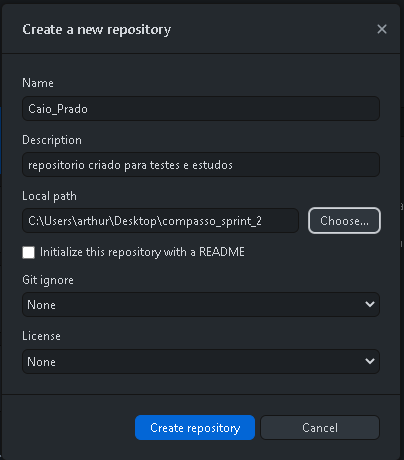 Create a new repository
Name
Caio_Prado
Description
repositorio criado para testes e estudos
Local path
C:\Users\arthur\Desktop\compasso_sprint_2
Choose...
Initialize this repository with a README
Git ignore
None
License
None
Create repository
Cancel